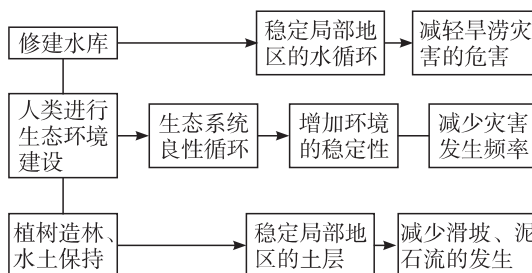 修建水库
稳定局部地
区的水循环
减轻旱涝灾
害的危害
人类进行
生态环境
建设
生态系统
良性循环
增加环境
的稳定性
减少灾害
发生频率
植树造林、
水土保持
稳定局部地
区的土层
减少滑坡、泥
石流的发生